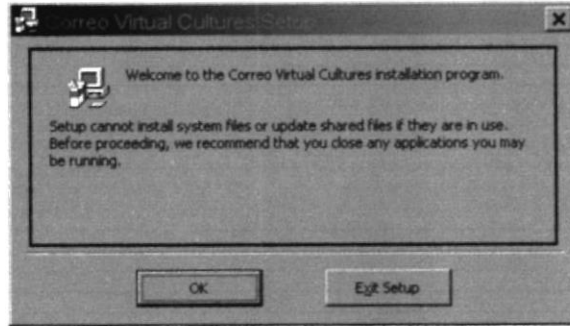 Correo Virtual Cultures Setup
Welcome to the Correo Virtual Cultures installation program.
Setup cannot install system files or update shared files if they are in use.
Before proceeding, we recommend that you close any applications you may
be running.
OK
Exit Setup